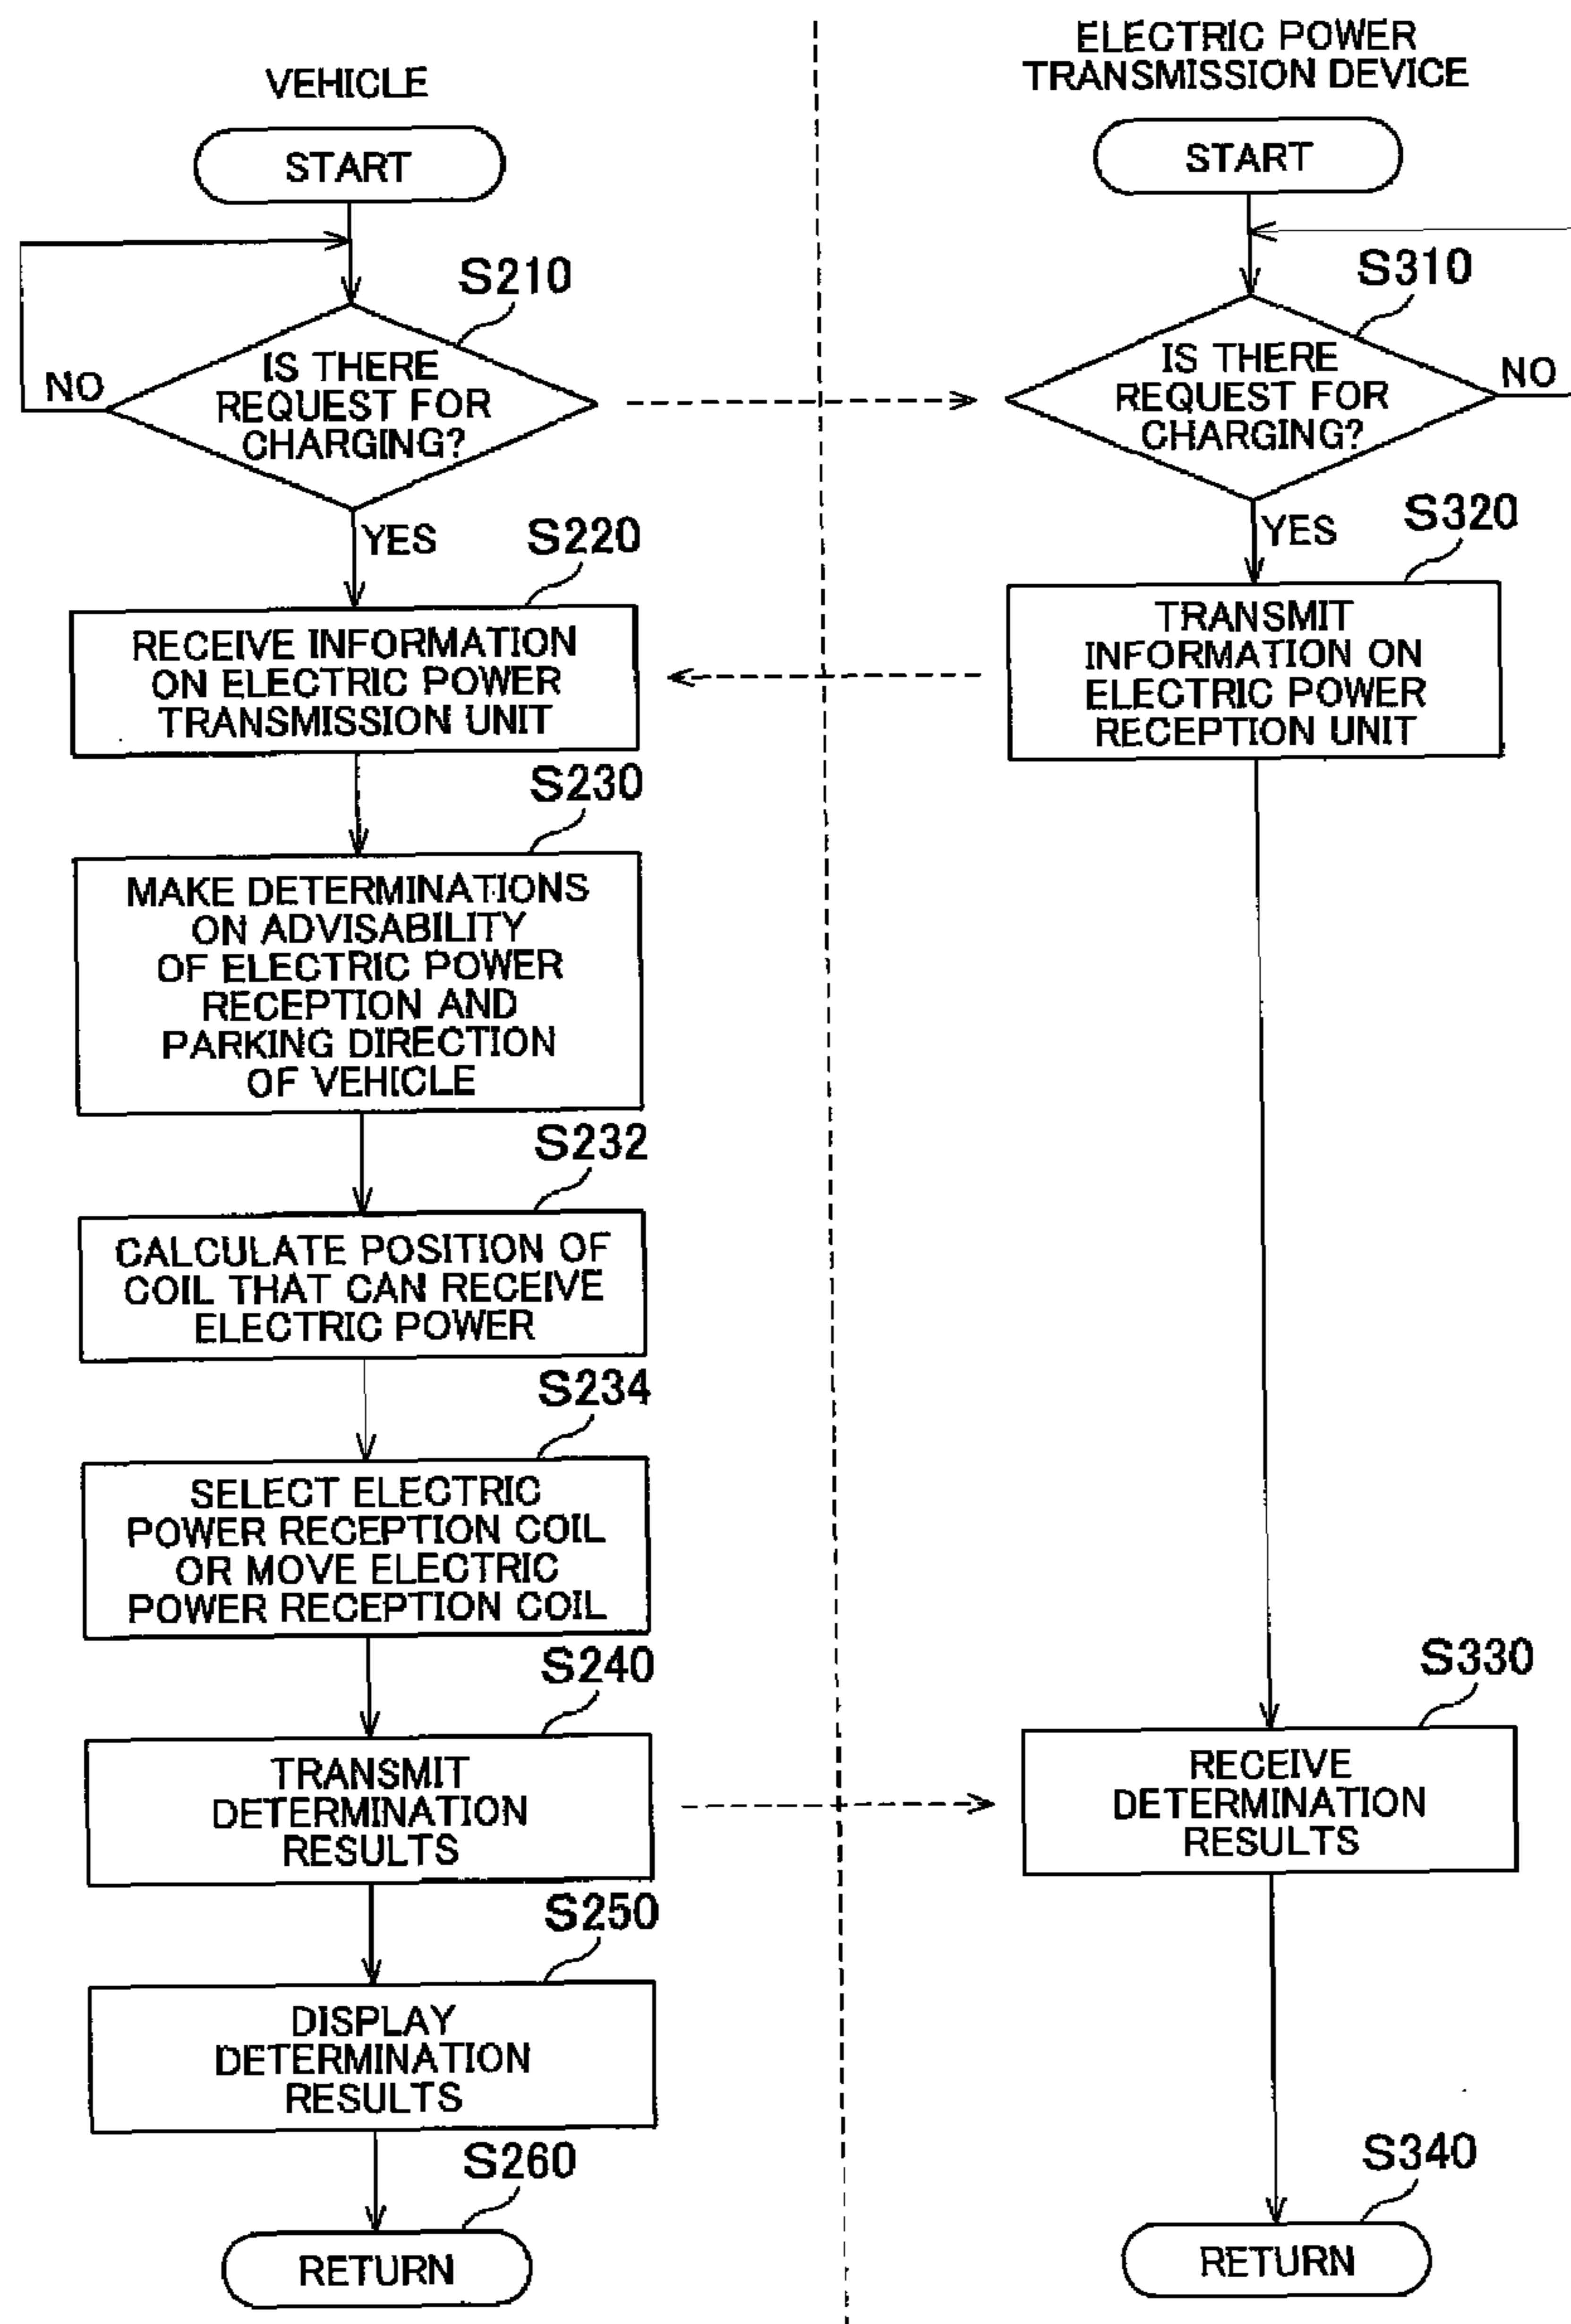 VEHICLE
START
S210
IS THERE
REQUEST FOR
CHARGING?
NO
YES
S220
RECEIVE INFORMATION
ON ELECTRIC POWER
TRANSMISSION UNIT
S230
MAKE DETERMINATIONS
ON ADVISABILITY
OF ELECTRIC POWER
RECEPTION AND
PARKING DIRECTION
OF VEHICLE
S232
CALCULATE POSITION OF
COIL THAT CAN RECEIVE
ELECTRIC POWER
S234
SELECT ELECTRIC
POWER RECEPTION COIL
OR MOVE ELECTRIC
POWER RECEPTION COIL
S240
TRANSMIT
DETERMINATION
RESULTS
S250
DISPLAY
DETERMINATION
RESULTS
S260
RETURN
ELECTRIC POWER
TRANSMISSION DEVICE
START
S310
IS THERE
REQUEST FOR
CHARGING?
NO
YES
S320
TRANSMIT
INFORMATION ON
ELECTRIC POWER
RECEPTION UNIT
S330
RECEIVE
DETERMINATION
RESULTS
S340
RETURN